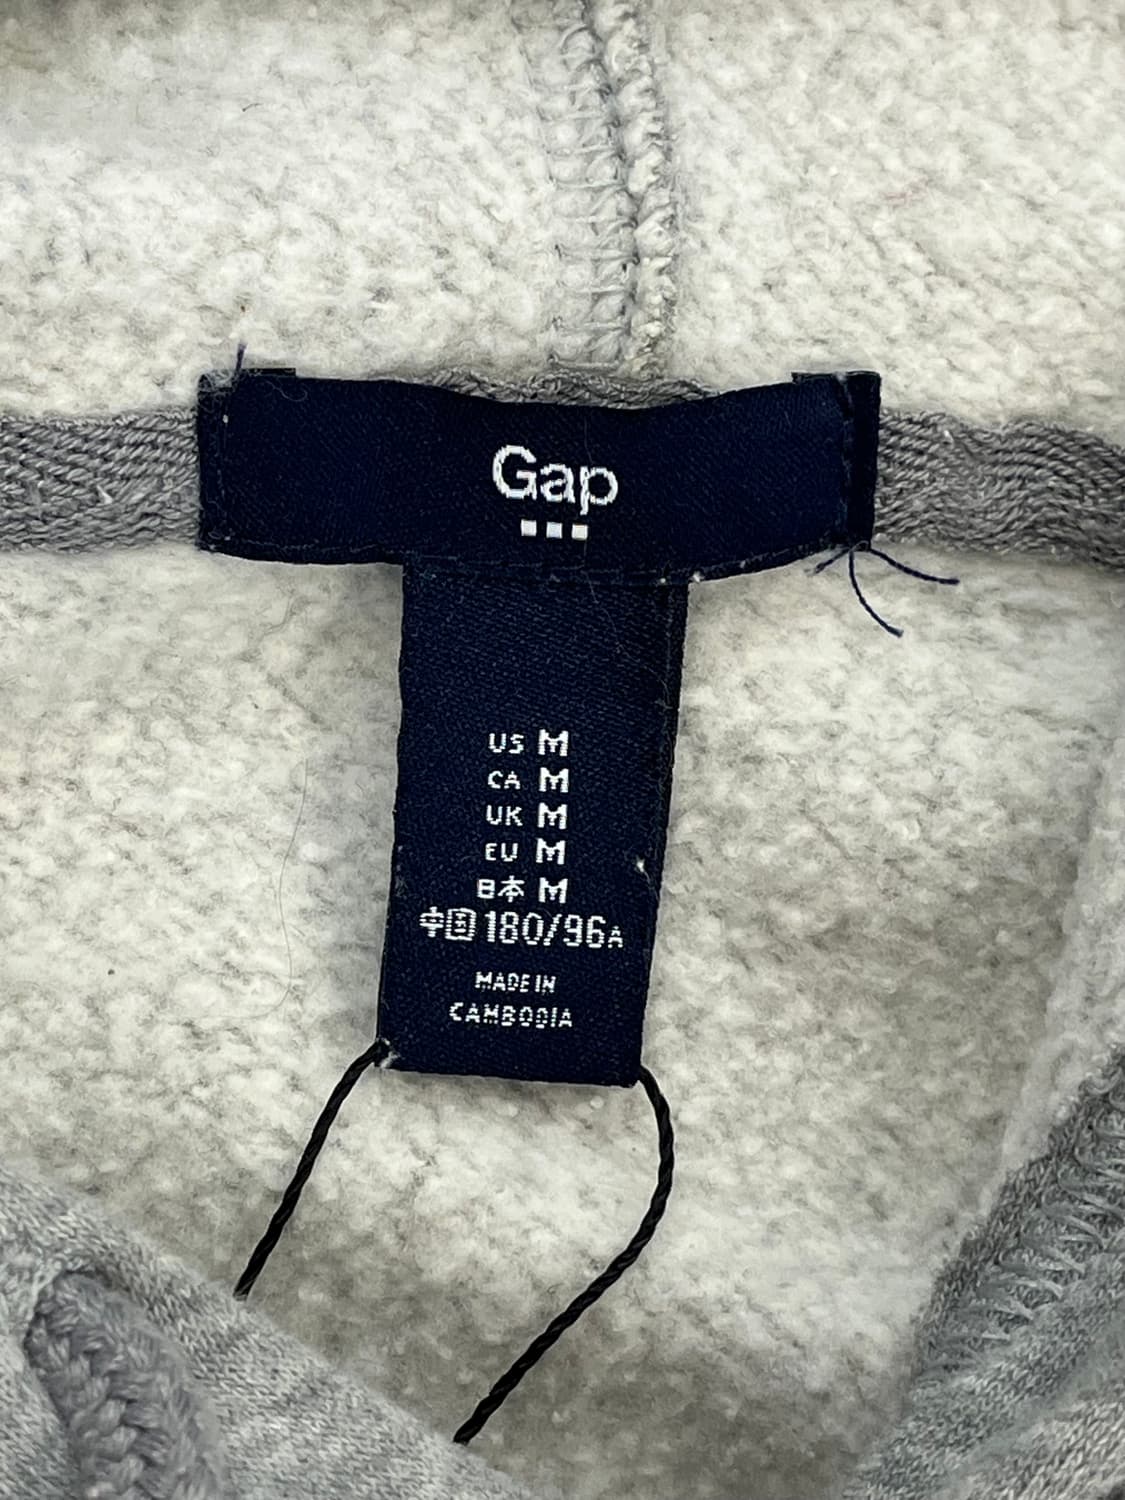 Gap
US M
CA M
UK M
EU M
日本 M
中国 180/96A
MADE IN
CAMBODIA